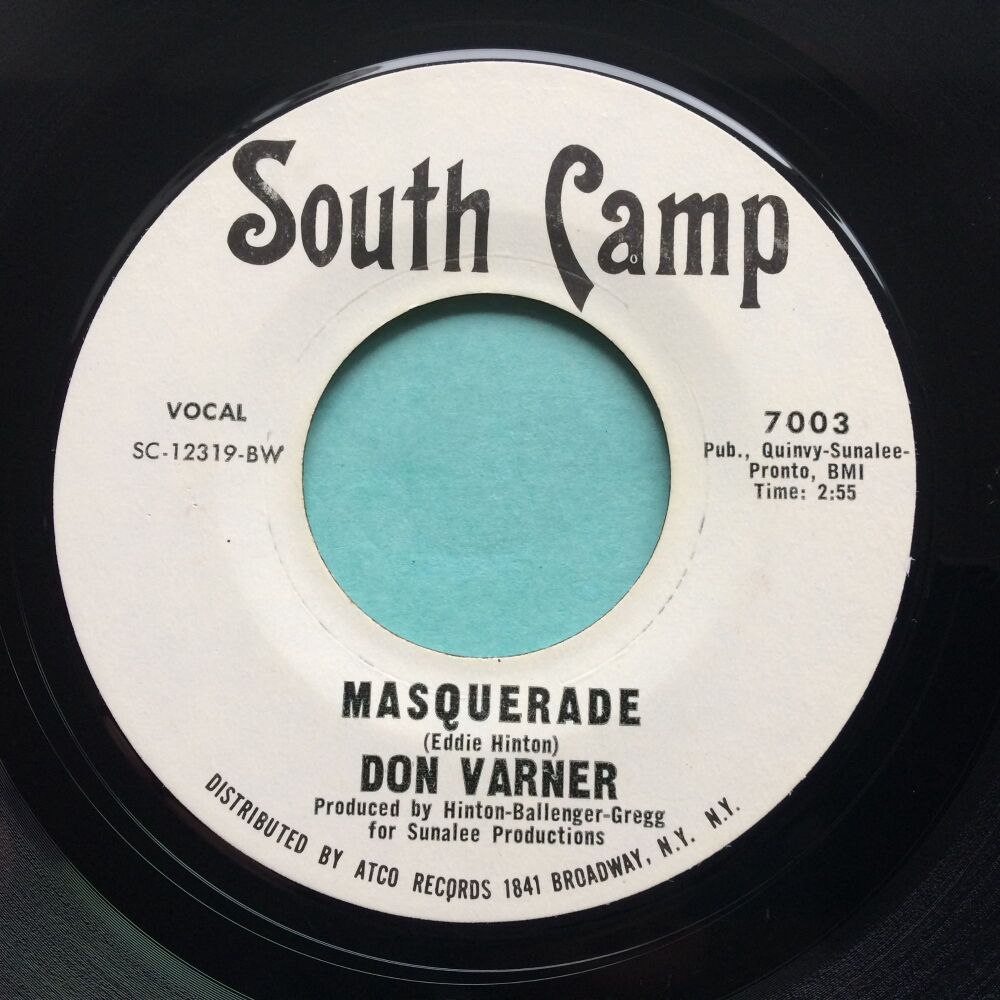 South Camp
VOCAL
SC-12319-BW
7003
Pub., Quinvy-Sunalee-
Pronto, BMI
Time: 2:55
MASQUERADE
(Eddie Hinton)
DON VARNER
Produced by Hinton-Ballenger-Gregg
for Sunalee Productions
DISTRIBUTED BY ATCO RECORDS 1841 BROADWAY, N.Y. N.Y.